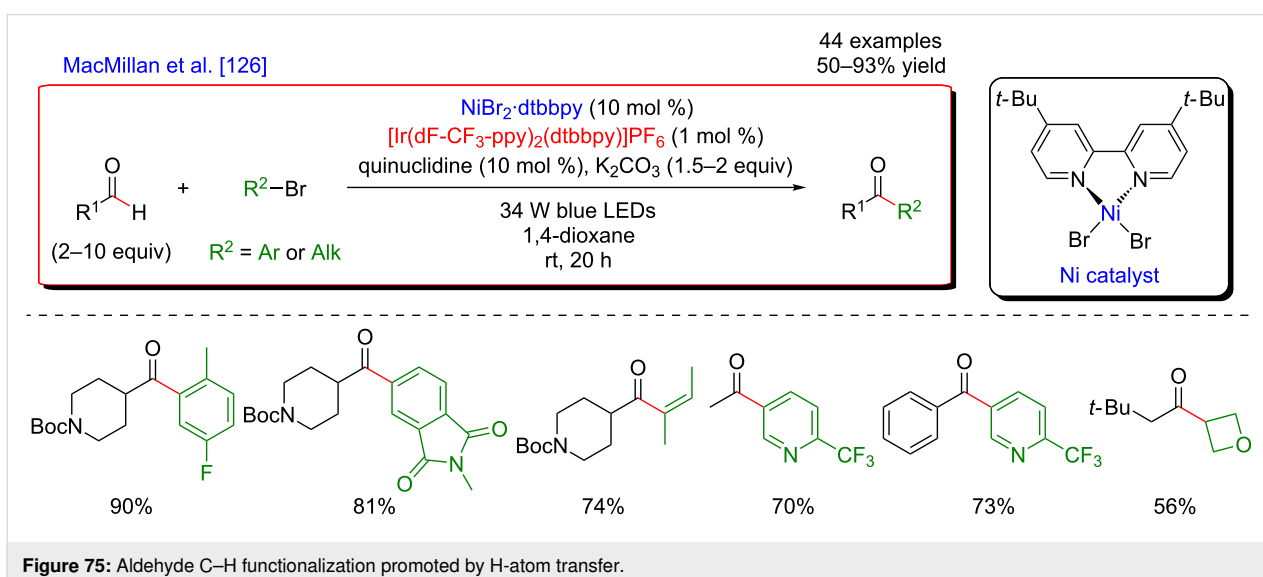 MacMillan et al. [126]
44 examples
50–93% yield
NiBr2·dtbbpy (10 mol %)
[Ir(dF-CF3-ppy)2(dtbbpy)]PF6 (1 mol %)
quinuclidine (10 mol %), K2CO3 (1.5–2 equiv)
O
R1 H
+
R2–Br
34 W blue LEDs
1,4-dioxane
rt, 20 h
O
R1 R2
(2–10 equiv)
R2 = Ar or Alk
t-Bu t-Bu
N N
Ni
Br Br
Ni catalyst
O
BocN
F
90%
O
BocN
O
N
O
81%
O
BocN
74%
O
N CF3
70%
O
N CF3
73%
O
t-Bu
O
56%
Figure 75: Aldehyde C–H functionalization promoted by H-atom transfer.